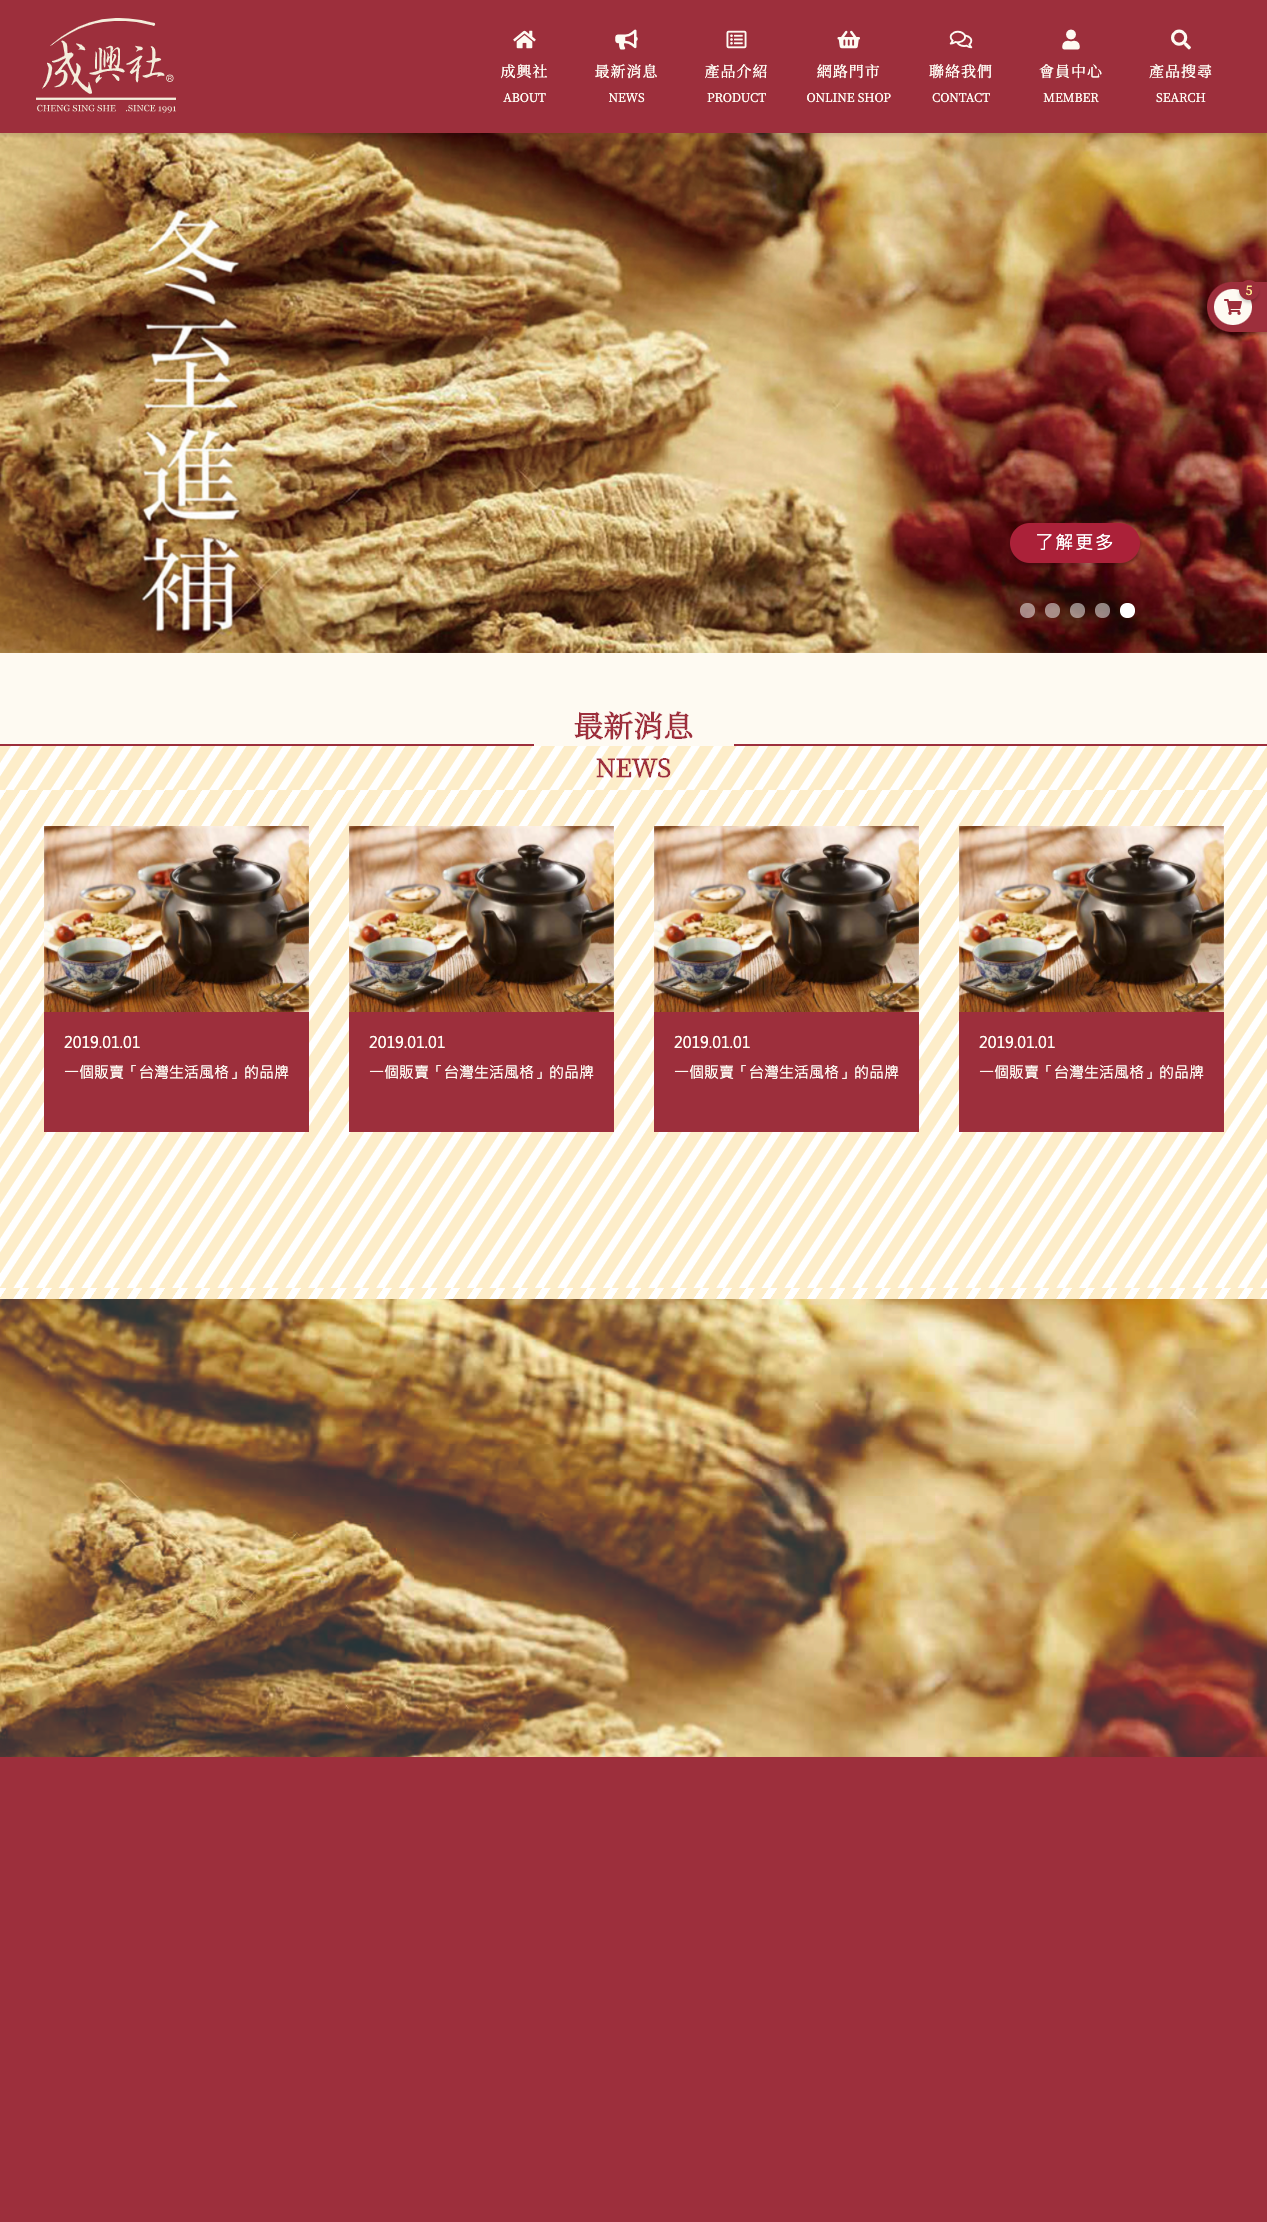 成興社®
CHENG SING SHE .SINCE 1991
成興社
ABOUT
最新消息
NEWS
產品介紹
PRODUCT
網路門市
ONLINE SHOP
聯絡我們
CONTACT
會員中心
MEMBER
產品搜尋
SEARCH
冬至進補
5
了解更多
最新消息
NEWS
2019.01.01
一個販賣「台灣生活風格」的品牌
2019.01.01
一個販賣「台灣生活風格」的品牌
2019.01.01
一個販賣「台灣生活風格」的品牌
2019.01.01
一個販賣「台灣生活風格」的品牌